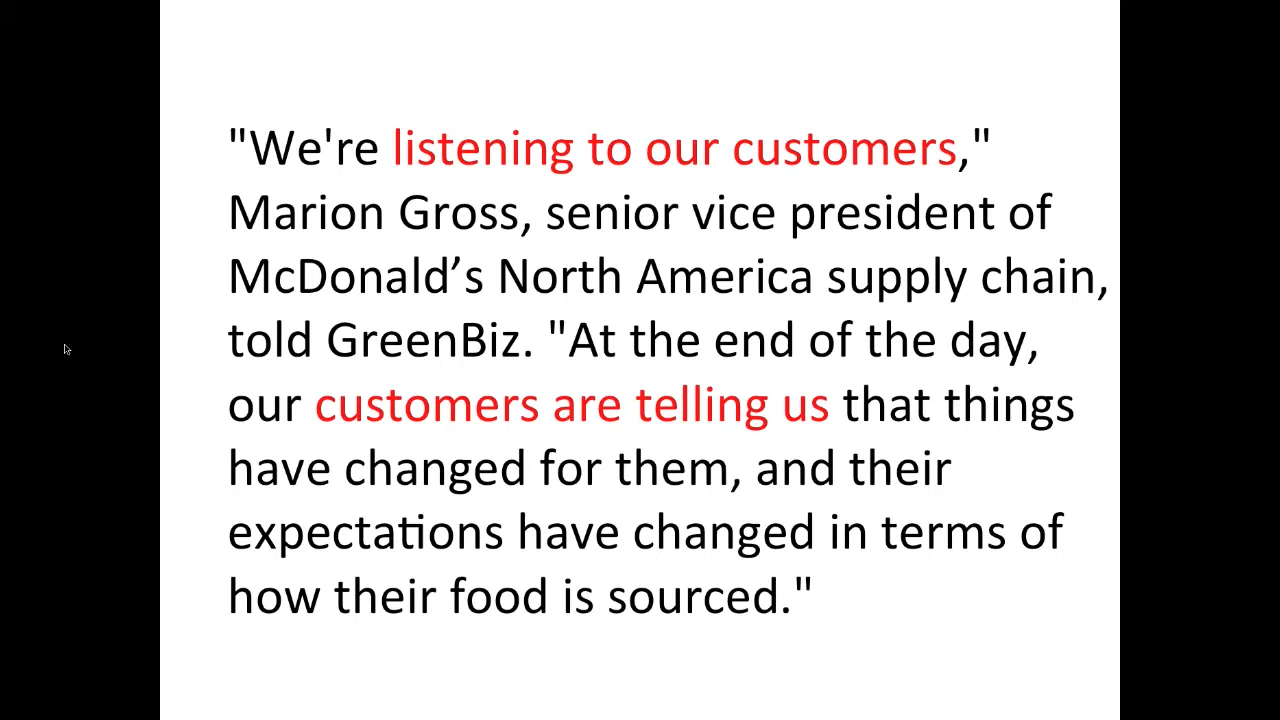 "We're listening to our customers,"
Marion Gross, senior vice president of
McDonald’s North America supply chain,
told GreenBiz. "At the end of the day,
our customers are telling us that things
have changed for them, and their
expectations have changed in terms of
how their food is sourced."